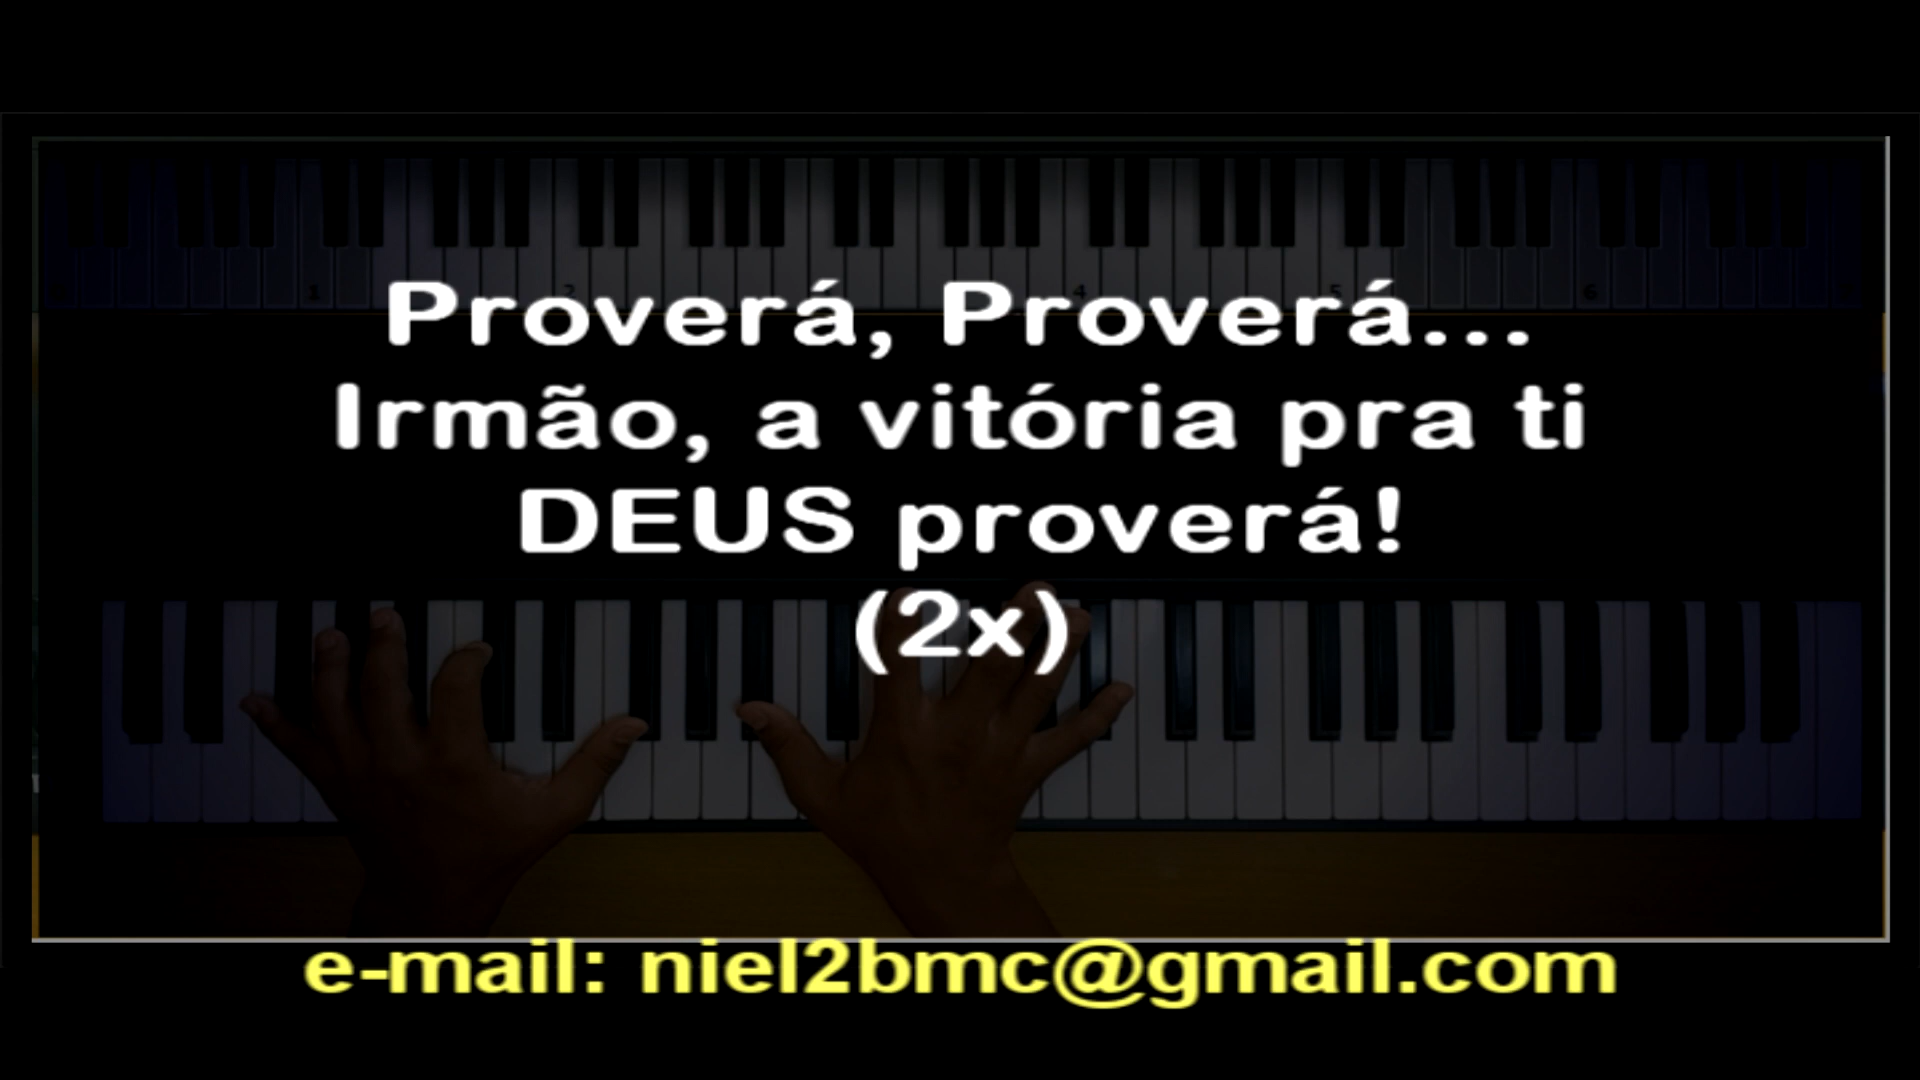 Proverá, Proverá...
Irmão, a vitória pra ti
DEUS proverá!
(2x)
e-mail: niel2bmc@gmail.com